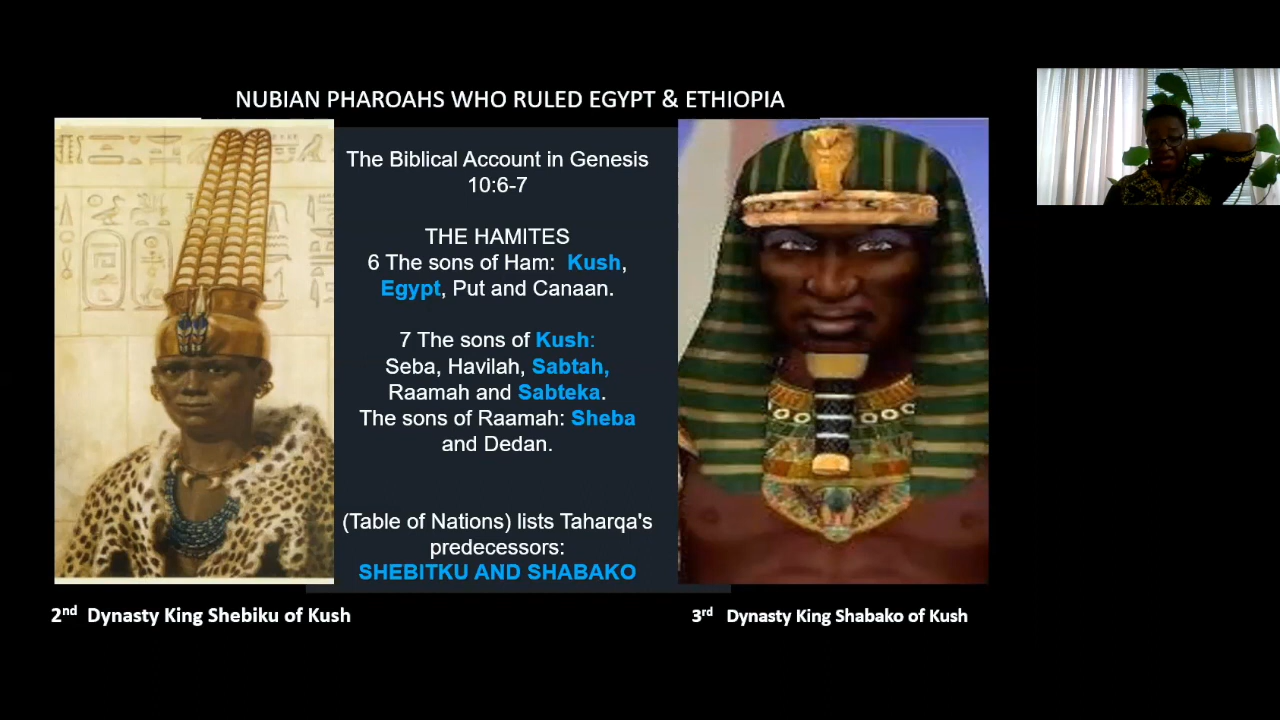 NUBIAN PHAROAHS WHO RULED EGYPT & ETHIOPIA
The Biblical Account in Genesis
10:6-7
THE HAMITES
6 The sons of Ham: Kush,
Egypt, Put and Canaan.
7 The sons of Kush:
Seba, Havilah, Sabtah,
Raamah and Sabteka.
The sons of Raamah: Sheba
and Dedan.
(Table of Nations) lists Taharqa's
predecessors:
SHEBITKU AND SHABAKO
2nd Dynasty King Shebiku of Kush
3rd Dynasty King Shabako of Kush